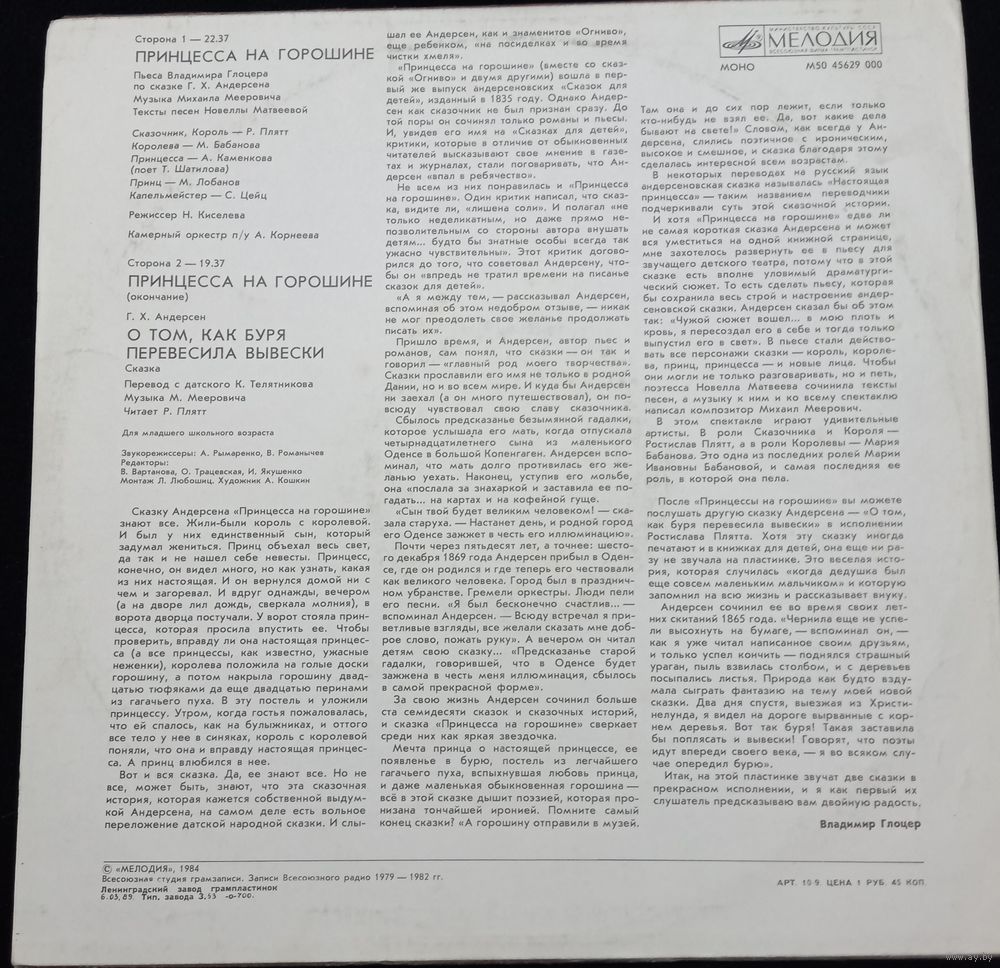 Сторона 1 — 22.37
ПРИНЦЕССА НА ГОРОШИНЕ
Пьеса Владимира Глоцера
по сказке Г. Х. Андерсена
Музыка Михаила Мееровича
Тексты песен Новеллы Матвеевой
Сказочник, Король — Р. Плятт
Королева — М. Бабанова
Принцесса — А. Каменкова
(поет Т. Шатилова)
Принц — М. Лобанов
Капельмейстер — С. Цейц
Режиссер Н. Киселева
Камерный оркестр п/у А. Корнеева
Сторона 2 — 19.37
ПРИНЦЕССА НА ГОРОШИНЕ
(окончание)
Г. Х. Андерсен
О ТОМ, КАК БУРЯ
ПЕРЕВЕСИЛА ВЫВЕСКИ
Сказка
Перевод с датского К. Телятникова
Музыка М. Мееровича
Читает Р. Плятт
Для младшего школьного возраста
Звукорежиссеры: А. Рымаренко, В. Романычев
Редакторы:
В. Вартанова, О. Трацевская, И. Якушенко
Монтаж Л. Любошиц. Художник А. Кошкин
Сказку Андерсена «Принцесса на горошине»
знают все. Жили-были король с королевой.
И был у них единственный сын, который
задумал жениться. Принц объехал весь свет,
да так и не нашел себе невесты. Принцесс,
конечно, он видел много, но как узнать, какая
из них настоящая. И он вернулся домой ни с
чем и загоревал. И вдруг однажды, вечером
(а на дворе лил дождь, сверкала молния), в
ворота дворца постучали. У ворот стояла прин-
цесса, которая просила впустить ее. Чтобы
проверить, вправду ли она настоящая принцес-
са (а все принцессы, как известно, ужасные
неженки), королева положила на голые доски
горошину, а потом накрыла горошину двад-
цатью тюфяками да еще двадцатью перинами
из гагачьего пуха. В эту постель и уложили
принцессу. Утром, когда гостья пожаловалась,
что ей спалось, как на булыжниках, и оттого
все тело у нее в синяках, король с королевой
поняли, что она и вправду настоящая принцес-
са. А принц влюбился в нее.
Вот и вся сказка. Да, ее знают все. Но не
все, может быть, знают, что эта сказочная
история, которая кажется собственной выдум-
кой Андерсена, на самом деле есть вольное
переложение датской народной сказки. И слы-
шал ее Андерсен, как и знаменитое «Огниво»,
еще ребенком, «на посиделках и во время
чистки хмеля».
«Принцесса на горошине» (вместе со сказ-
кой «Огниво» и двумя другими) вошла в пер-
вый же выпуск андерсеновских «Сказок для
детей», изданный в 1835 году. Однако Андер-
сен как сказочник не был признан сразу. До
той поры он сочинял только романы и пьесы.
И, увидев его имя на «Сказках для детей»,
критики, которые в отличие от обыкновенных
читателей высказывают свое мнение в газе-
тах и журналах, стали поговаривать, что Ан-
дерсен «впал в ребячество».
Не всем из них понравилась и «Принцесса
на горошине». Один критик написал, что сказ-
ка, видите ли, «лишена соли». И полагал «не
только неделикатным, но даже прямо не-
позволительным со стороны автора внушать
детям... будто бы знатные особы всегда так
ужасно чувствительны». Этот критик догово-
рился до того, что советовал Андерсену, что-
бы он «впредь не тратил времени на писанье
сказок для детей».
«А я между тем, — рассказывал Андерсен,
вспоминая об этом недобром отзыве, — никак
не мог преодолеть свое желанье продолжать
писать их».
Пришло время, и Андерсен, автор пьес и
романов, сам понял, что сказки — он так и
говорил — «главный род моего творчества».
Сказки прославили его имя не только в родной
Дании, но и во всем мире. И куда бы Андерсен
ни заехал (а он много путешествовал), он по-
всюду чувствовал свою славу сказочника.
Сбылось предсказанье безымянной гадалки,
которое услышала его мать, когда отпускала
четырнадцатилетнего сына из маленького
Оденсе в большой Копенгаген. Андерсен вспо-
минал, что мать долго противилась его же-
ланью уехать. Наконец, уступив его мольбе,
она «послала за знахаркой и заставила ее по-
гадать... на картах и на кофейной гуще.
«Сын твой будет великим человеком! — ска-
зала старуха. — Настанет день, и родной город
его Оденсе зажжет в честь его иллюминацию».
Почти через пятьдесят лет, а точнее: шесто-
го декабря 1869 года Андерсен прибыл в Оден-
се, где он родился и где теперь его чествовали
как великого человека. Город был в празднич-
ном убранстве. Гремели оркестры. Люди пели
его песни. «Я был бесконечно счастлив... —
вспоминал Андерсен. — Всюду встречал я при-
ветливые взгляды, все желали сказать мне доб-
рое слово, пожать руку». А вечером он читал
детям свою сказку... «Предсказанье старой
гадалки, говорившей, что в Оденсе будет
зажжена в честь меня иллюминация, сбылось
в самой прекрасной форме».
За свою жизнь Андерсен сочинил больше
ста семидесяти сказок и сказочных историй,
и сказка «Принцесса на горошине» сверкает
среди них как яркая звездочка.
Мечта принца о настоящей принцессе, ее
появленье в бурю, постель из легчайшего
гагачьего пуха, вспыхнувшая любовь принца,
и даже маленькая обыкновенная горошина —
всё в этой сказке дышит поэзией, которая про-
низана тончайшей иронией. Помните самый
конец сказки? «А горошину отправили в музей.
МИНИСТЕРСТВО КУЛЬТУРЫ СССР
МЕЛОДИЯ
ВСЕСОЮЗНАЯ ФИРМА ГРАМПЛАСТИНОК
МОНО М50 45629 000
Там она и до сих пор лежит, если только
кто-нибудь не взял ее. Да, вот какие дела
бывают на свете!» Словом, как всегда у Ан-
дерсена, слились поэтичное с ироническим,
высокое и смешное, и сказка благодаря этому
сделалась интересной всем возрастам.
В некоторых переводах на русский язык
андерсеновская сказка называлась «Настоящая
принцесса» — таким названием переводчики
подчеркивали суть этой сказочной истории.
И хотя «Принцесса на горошине» едва ли
не самая короткая сказка Андерсена и может
вся уместиться на одной книжной странице,
мне захотелось развернуть ее в пьесу для
звучащего детского театра, потому что в этой
сказке есть вполне уловимый драматурги-
ческий сюжет. То есть сделать пьесу, которая
бы сохранила весь строй и настроение андер-
сеновской сказки. Андерсен сказал бы об этом
так: «Чужой сюжет вошел... в мою плоть и
кровь, я пересоздал его в себе и тогда только
выпустил его в свет». В пьесе стали действо-
вать все персонажи сказки — король, короле-
ва, принц, принцесса — и новые лица. Чтобы
они могли не только разговаривать, но и петь,
поэтесса Новелла Матвеева сочинила тексты
песен, а музыку к ним и ко всему спектаклю
написал композитор Михаил Меерович.
В этом спектакле играют удивительные
артисты. В роли Сказочника и Короля —
Ростислав Плятт, а в роли Королевы — Мария
Бабанова. Это одна из последних ролей Марии
Ивановны Бабановой, и самая последняя ее
роль, в которой она пела.
После «Принцессы на горошине» вы можете
послушать другую сказку Андерсена — «О том,
как буря перевесила вывески» в исполнении
Ростислава Плятта. Хотя эту сказку иногда
печатают и в книжках для детей, она еще ни ра-
зу не звучала на пластинке. Это веселая исто-
рия, которая случилась «когда дедушка был
еще совсем маленьким мальчиком» и которую
запомнил на всю жизнь и рассказывает внуку.
Андерсен сочинил ее во время своих лет-
них скитаний 1865 года. «Чернила еще не успе-
ли высохнуть на бумаге, — вспоминал он, —
как я уже читал написанное своим друзьям,
и только успел кончить — поднялся страшный
ураган, пыль взвилась столбом, и с деревьев
посыпались листья. Природа как будто взду-
мала сыграть фантазию на тему моей новой
сказки. Два дня спустя, выезжая из Христи-
нелунда, я видел на дороге вырванные с кор-
нем деревья. Вот так буря! Такая заставила
бы поплясать и вывески! Говорят, что поэты
идут впереди своего века, — я во всяком слу-
чае опередил бурю».
Итак, на этой пластинке звучат две сказки в
прекрасном исполнении, и я как первый их
слушатель предсказываю вам двойную радость.
Владимир Глоцер
© «МЕЛОДИЯ», 1984
Всесоюзная студия грамзаписи. Записи Всесоюзного радио 1979 — 1982 гг.
Ленинградский завод грампластинок
6.03.89. Тип. завода З.53 -0-700.
АРТ. 10-9. ЦЕНА 1 РУБ. 45 КОП.
www.ay.by